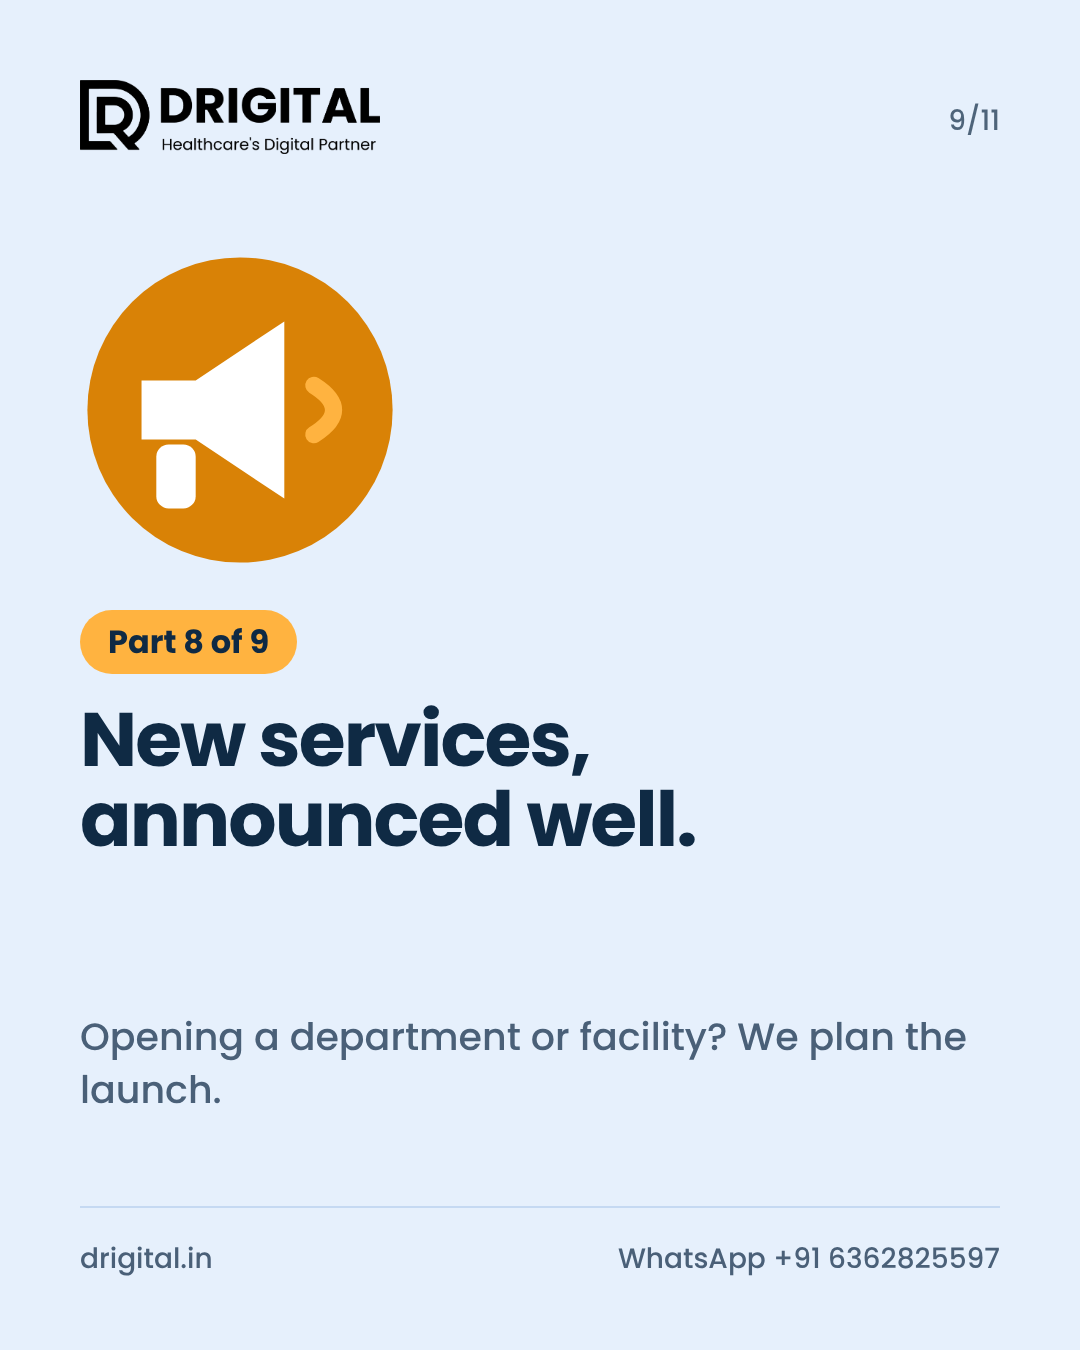 DRIGITAL
Healthcare's Digital Partner
9/11
Part 8 of 9
New services,
announced well.
Opening a department or facility? We plan the
launch.
drigital.in
WhatsApp +91 6362825597